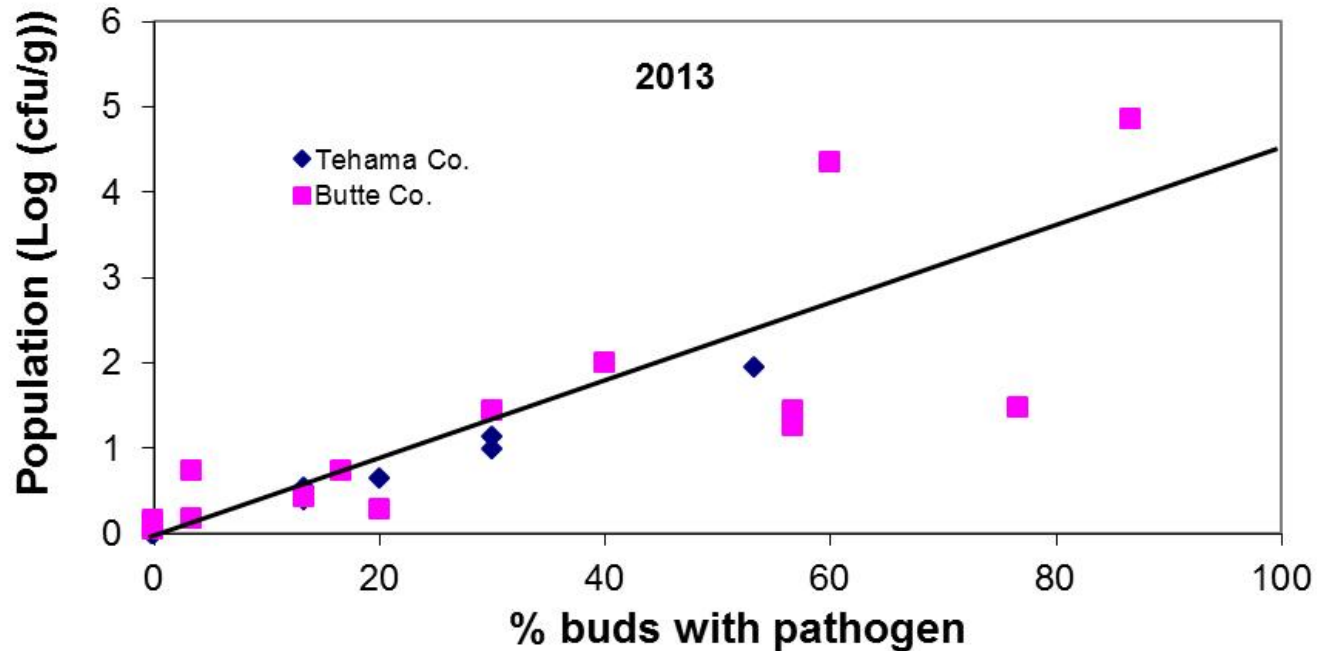 Population (Log (cfu/g))
6
5
4
3
2
1
0
2013
Tehama Co.
Butte Co.
0 20 40 60 80 100
% buds with pathogen